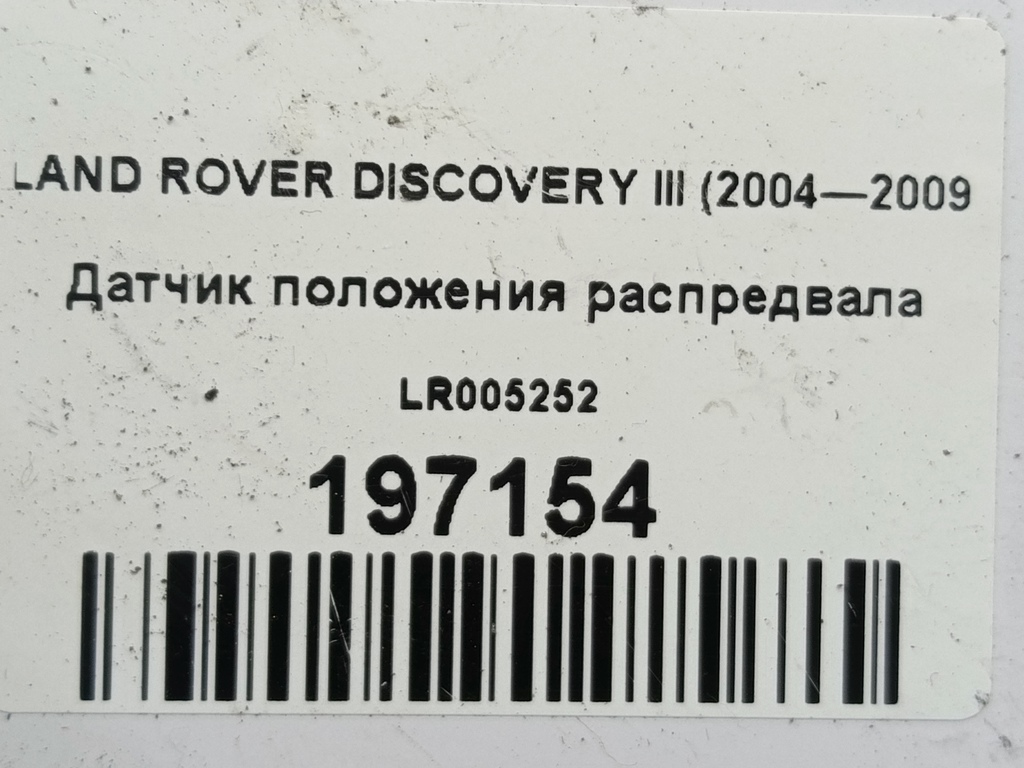 LAND ROVER DISCOVERY III (2004—2009
Датчик положения распредвала
LR005252
197154